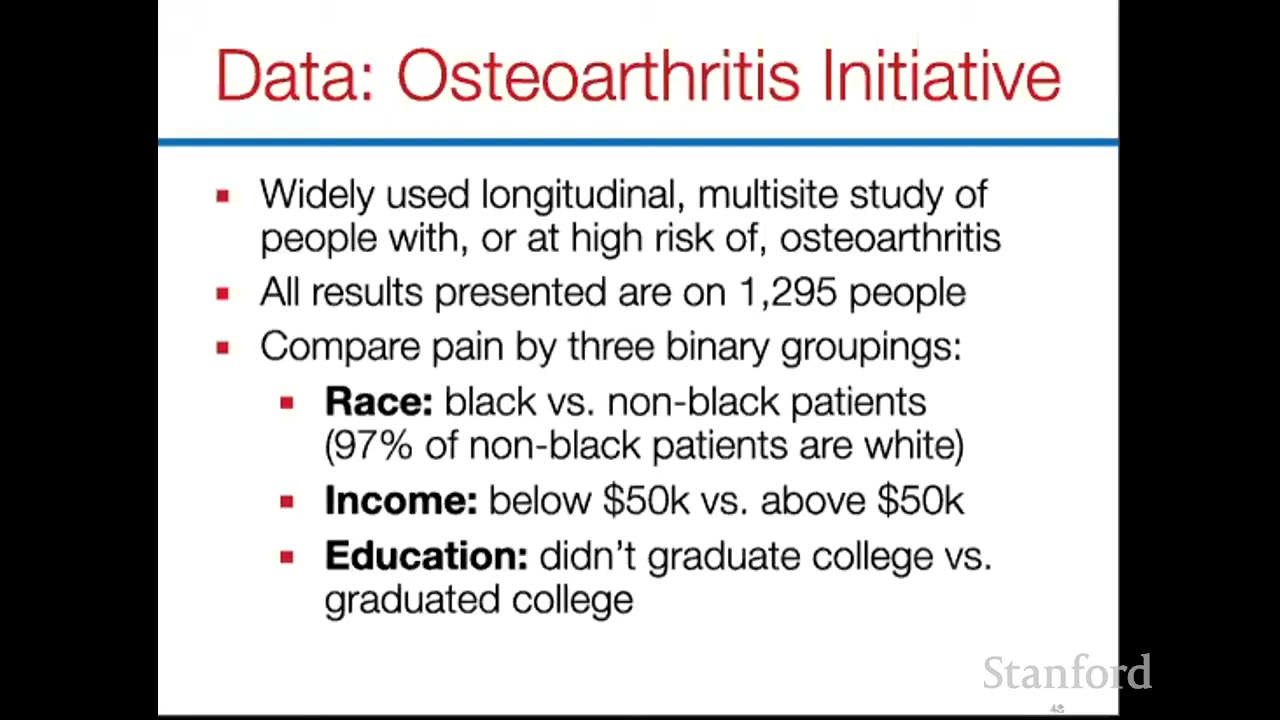 Data: Osteoarthritis Initiative
Widely used longitudinal, multisite study of
people with, or at high risk of, osteoarthritis
All results presented are on 1,295 people
Compare pain by three binary groupings:
Race: black vs. non-black patients
(97% of non-black patients are white)
Income: below $50k vs. above $50k
Education: didn’t graduate college vs.
graduated college
Stanford